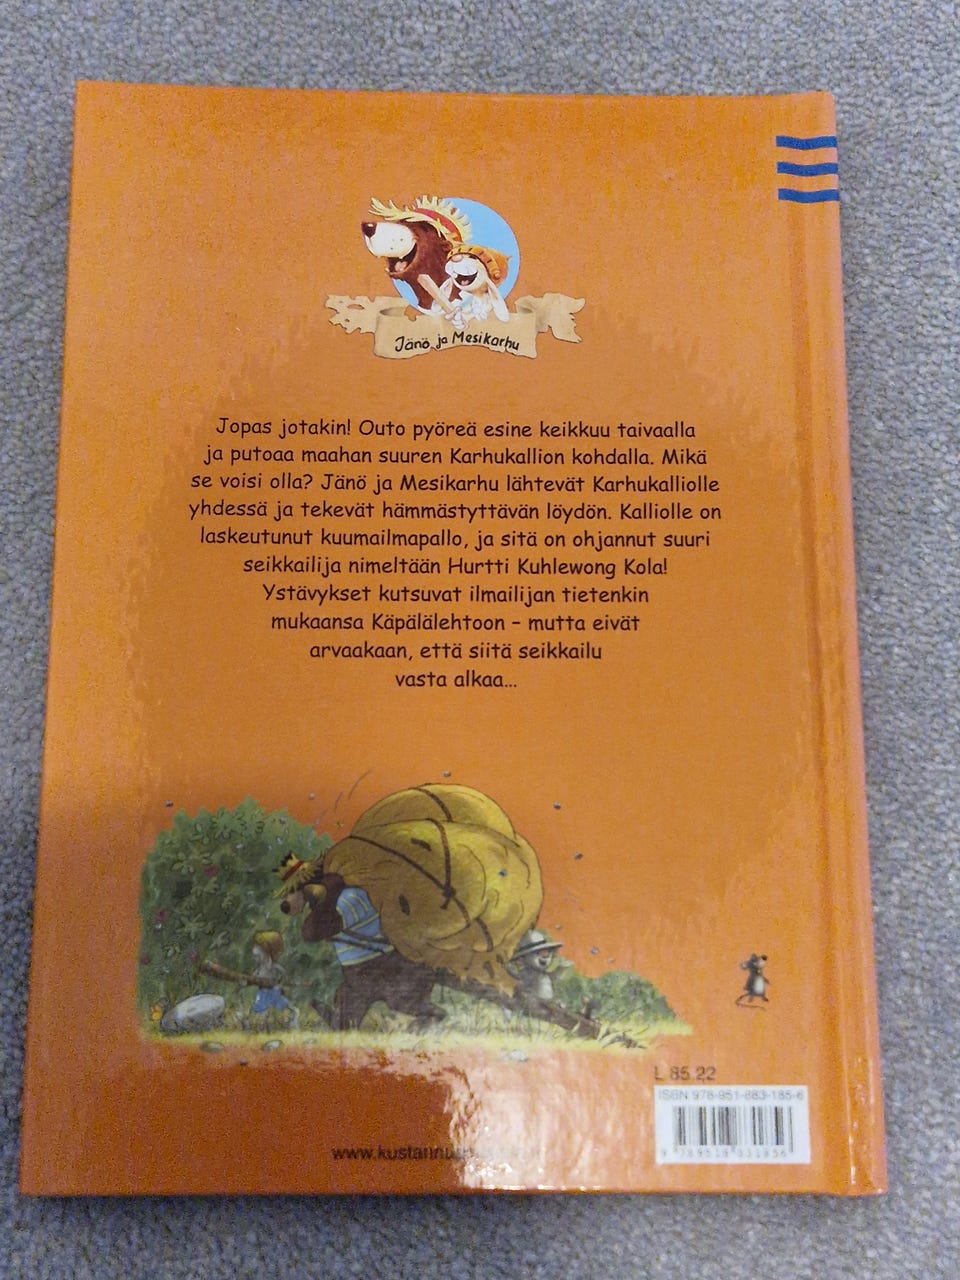 Jänö ja Mesikarhu
Jopas jotakin! Outo pyöreä esine keikkuu taivaalla
ja putoaa maahan suuren Karhukallion kohdalla. Mikä
se voisi olla? Jänö ja Mesikarhu lähtevät Karhukalliolle
yhdessä ja tekevät hämmästyttävän löydön. Kalliolle on
laskeutunut kuumailmapallo, ja sitä on ohjannut suuri
seikkailija nimeltään Hurtti Kuhlewong Kola!
Ystävykset kutsuvat ilmailijan tietenkin
mukaansa Käpälälehtoon – mutta eivät
arvaakaan, että siitä seikkailu
vasta alkaa...
L 85.22
ISBN 978-951-883-185-6
9 789518 831856